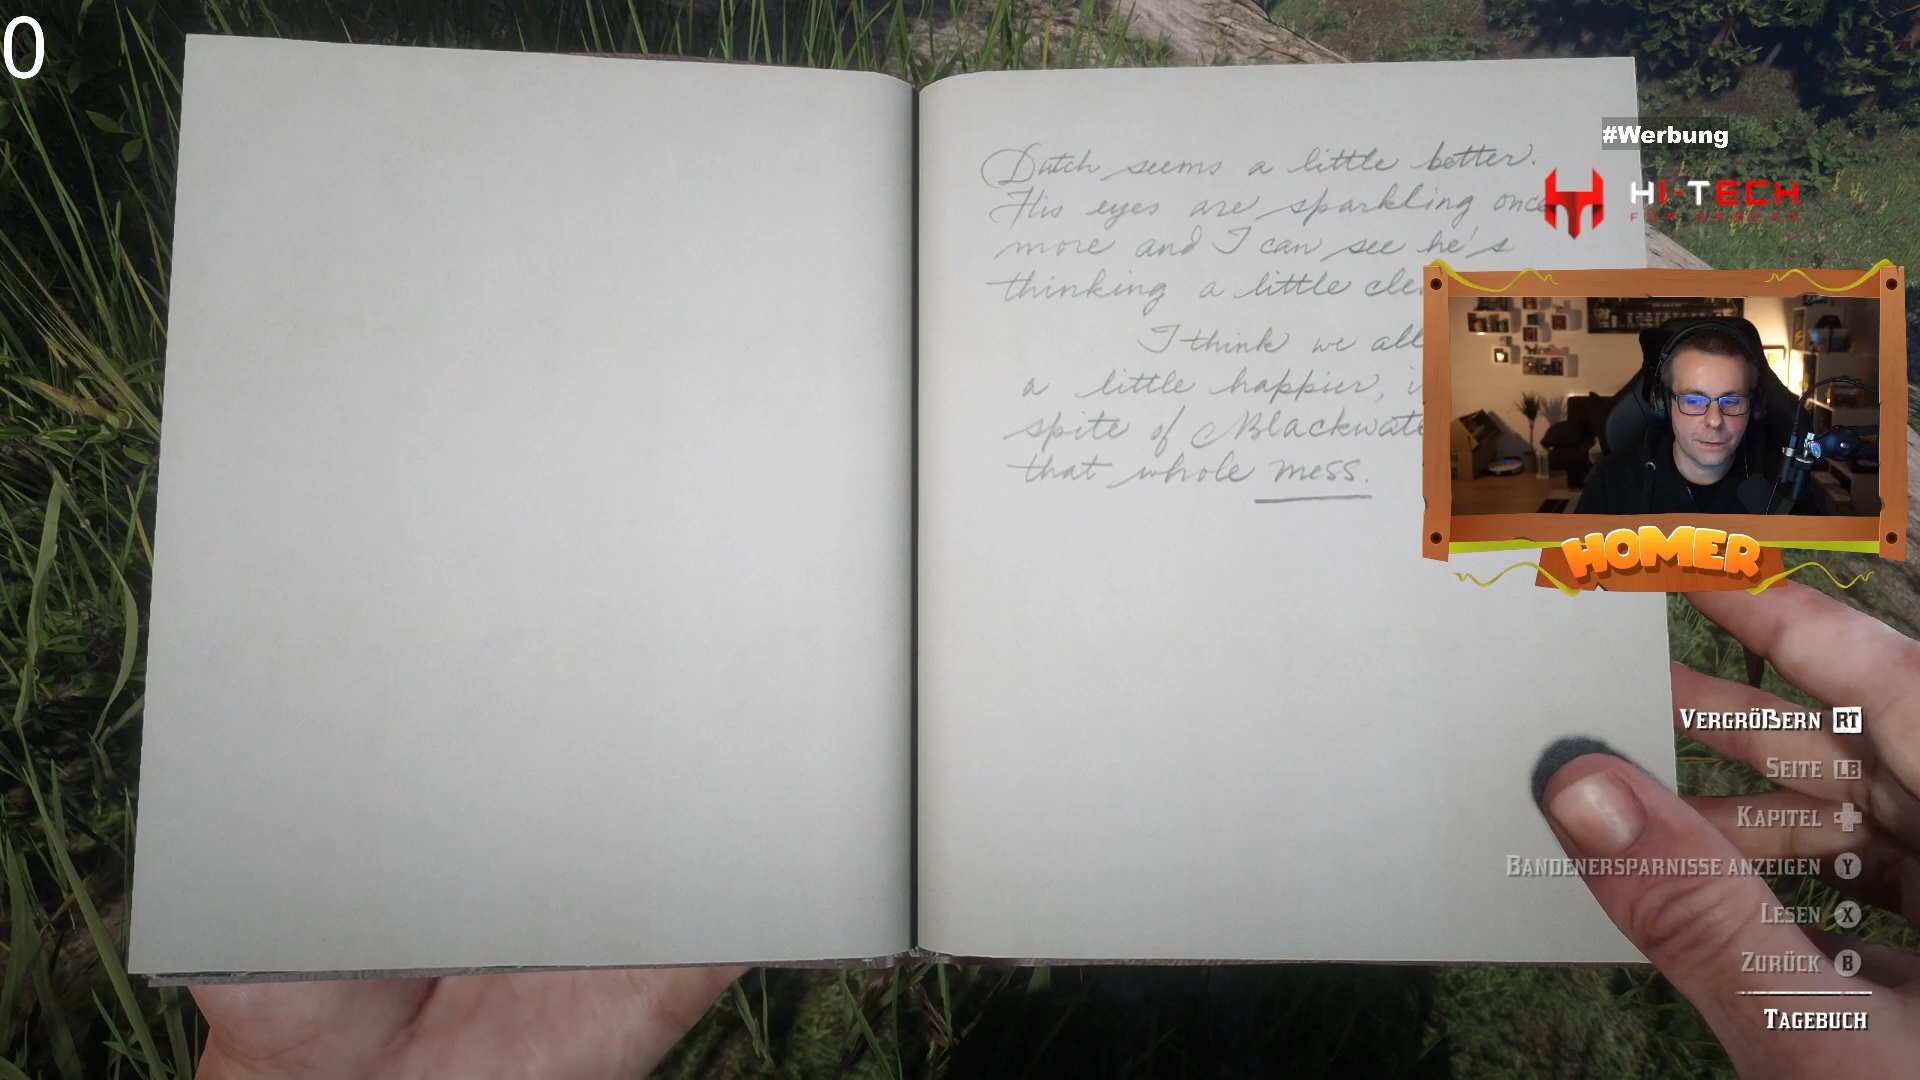 0
Dutch seems a little better.
His eyes are sparkling once
more and I can see he's
thinking a little
I think we all
a little happier,
spite of
that whole mess.
#Werbung
HI-TECH
HOMER
VERGRÖẞERN RT
SEITE LB
KAPITEL
BANDENERSPARNISSE ANZEIGEN Y
LESEN X
ZURÜCK B
TAGEBUCH